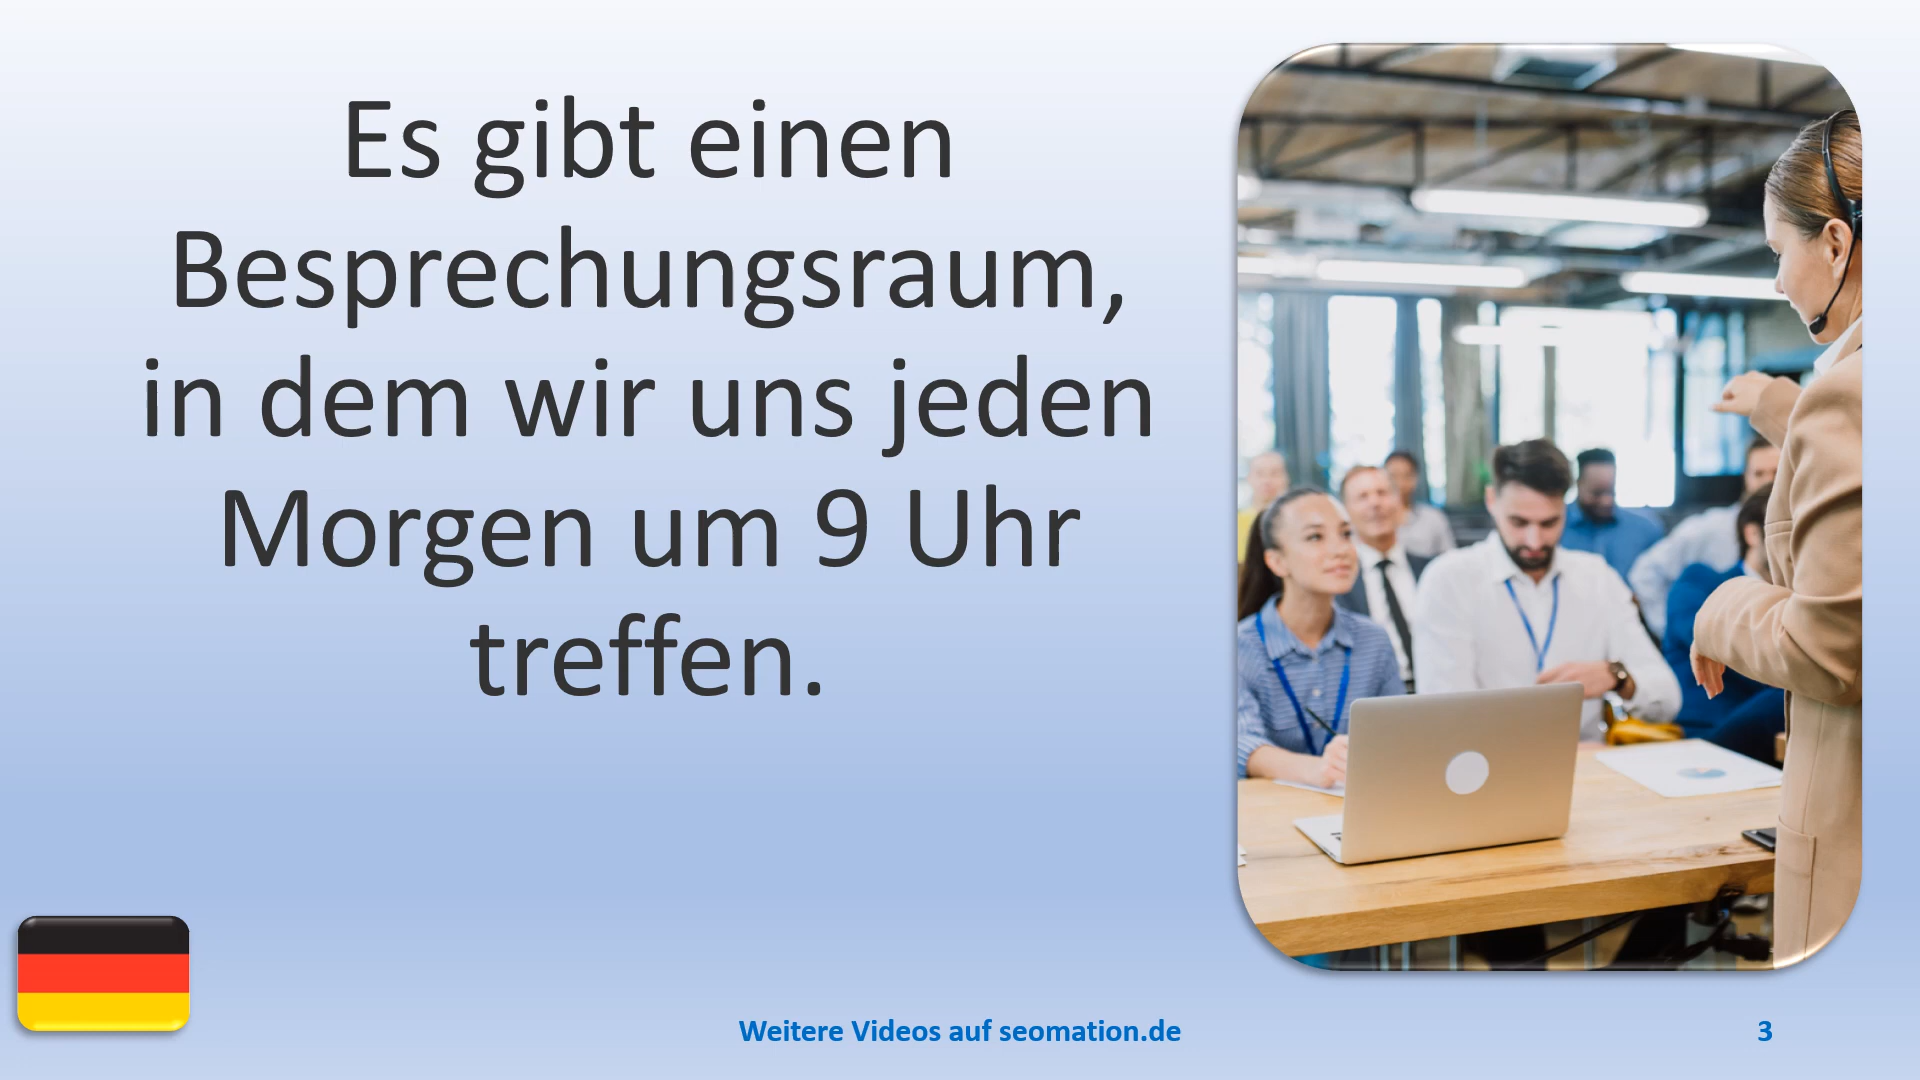 Es gibt einen
Besprechungsraum,
in dem wir uns jeden
Morgen um 9 Uhr
treffen.
Weitere Videos auf seomation.de
3